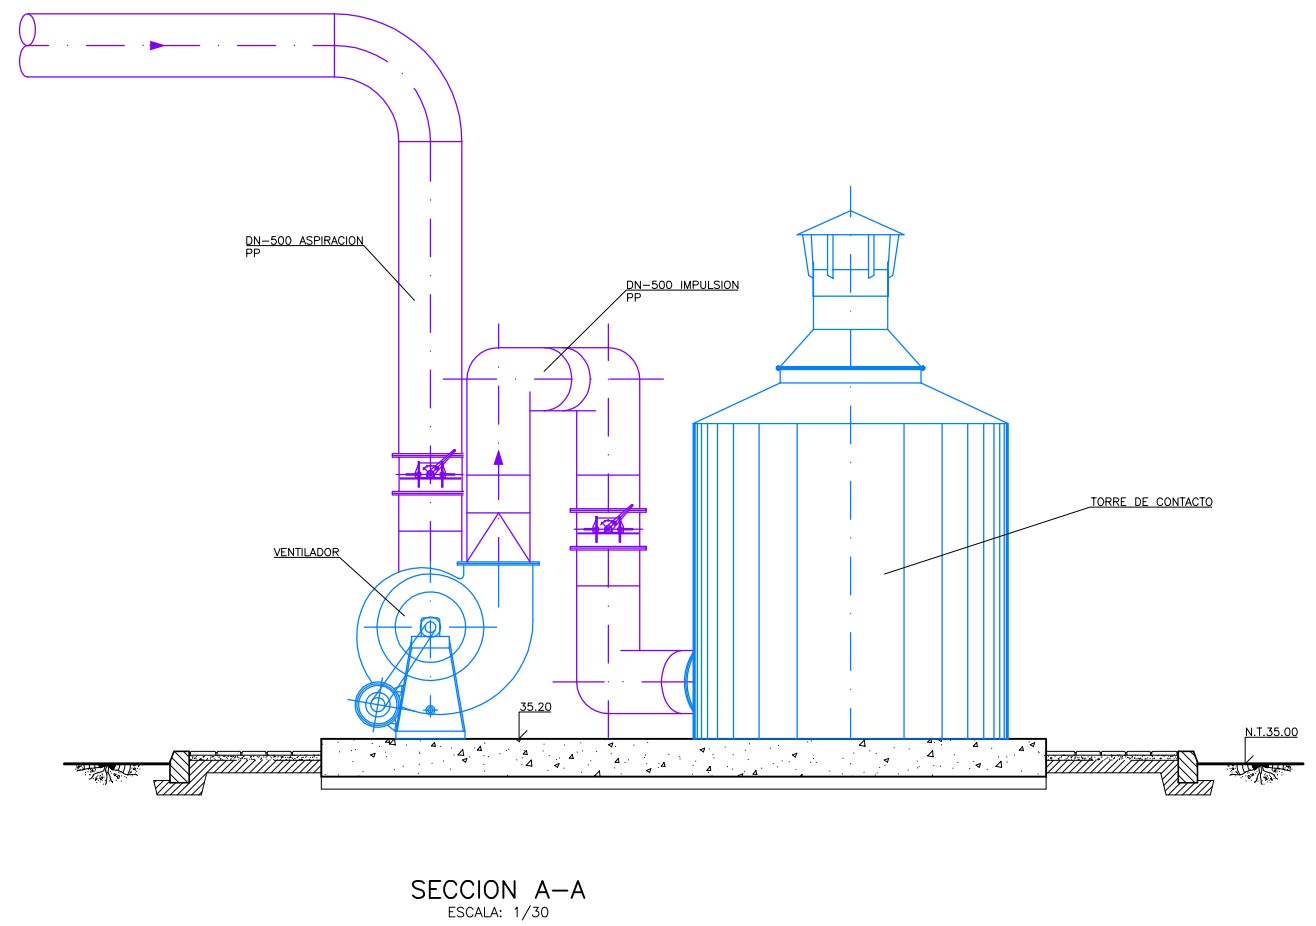 DN-500 ASPIRACION
PP
DN-500 IMPULSION
PP
TORRE DE CONTACTO
VENTILADOR
35.20
N.T.35.00
SECCION A-A
ESCALA: 1/30